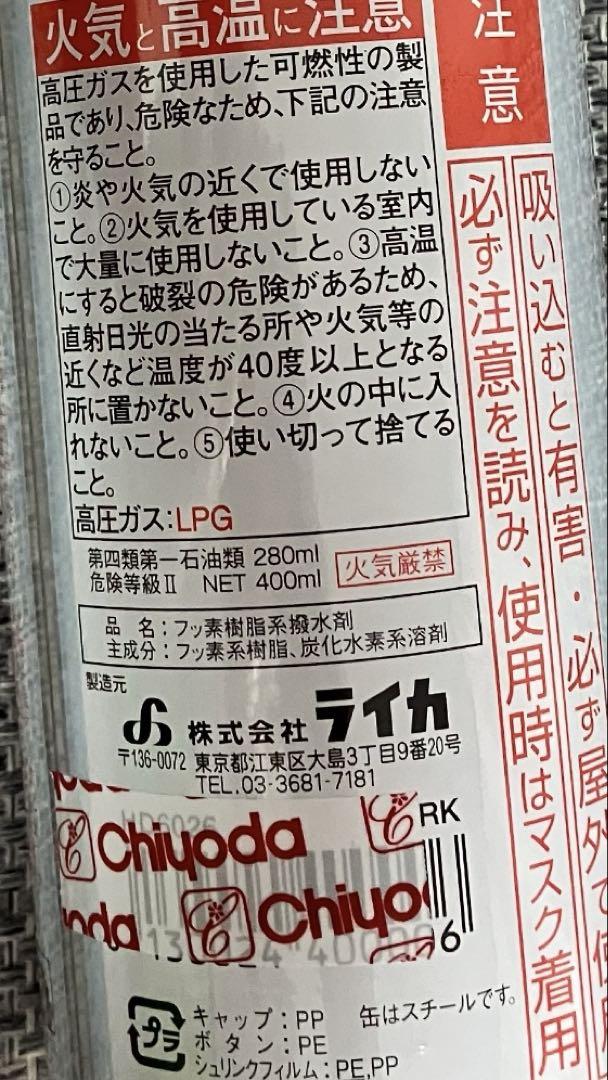 火気と高温に注意
高圧ガスを使用した可燃性の製
品であり、危険なため、下記の注意
を守ること。
①炎や火気の近くで使用しない
こと。②火気を使用している室内
で大量に使用しないこと。③高温
にすると破裂の危険があるため、
直射日光の当たる所や火気等の
近くなど温度が40度以上となる
所に置かないこと。④火の中に入
れないこと。⑤使い切って捨てる
こと。
高圧ガス:LPG
第四類第一石油類 280ml
危険等級Ⅱ NET 400ml
火気厳禁
品 名:フッ素樹脂系撥水剤
主成分:フッ素系樹脂、炭化水素系溶剤
製造元
株式会社 ライカ
〒136-0072 東京都江東区大島3丁目9番20号
TEL.03-3681-7181
RK
Chiyoda
Chiyo
6
プラ
キャップ:PP 缶はスチールです。
ボタン:PE
シュリンクフィルム:PE,PP
注意
必ず注意を読み、使用時はマスク着用
吸い込むと有害・必ず屋外で使用